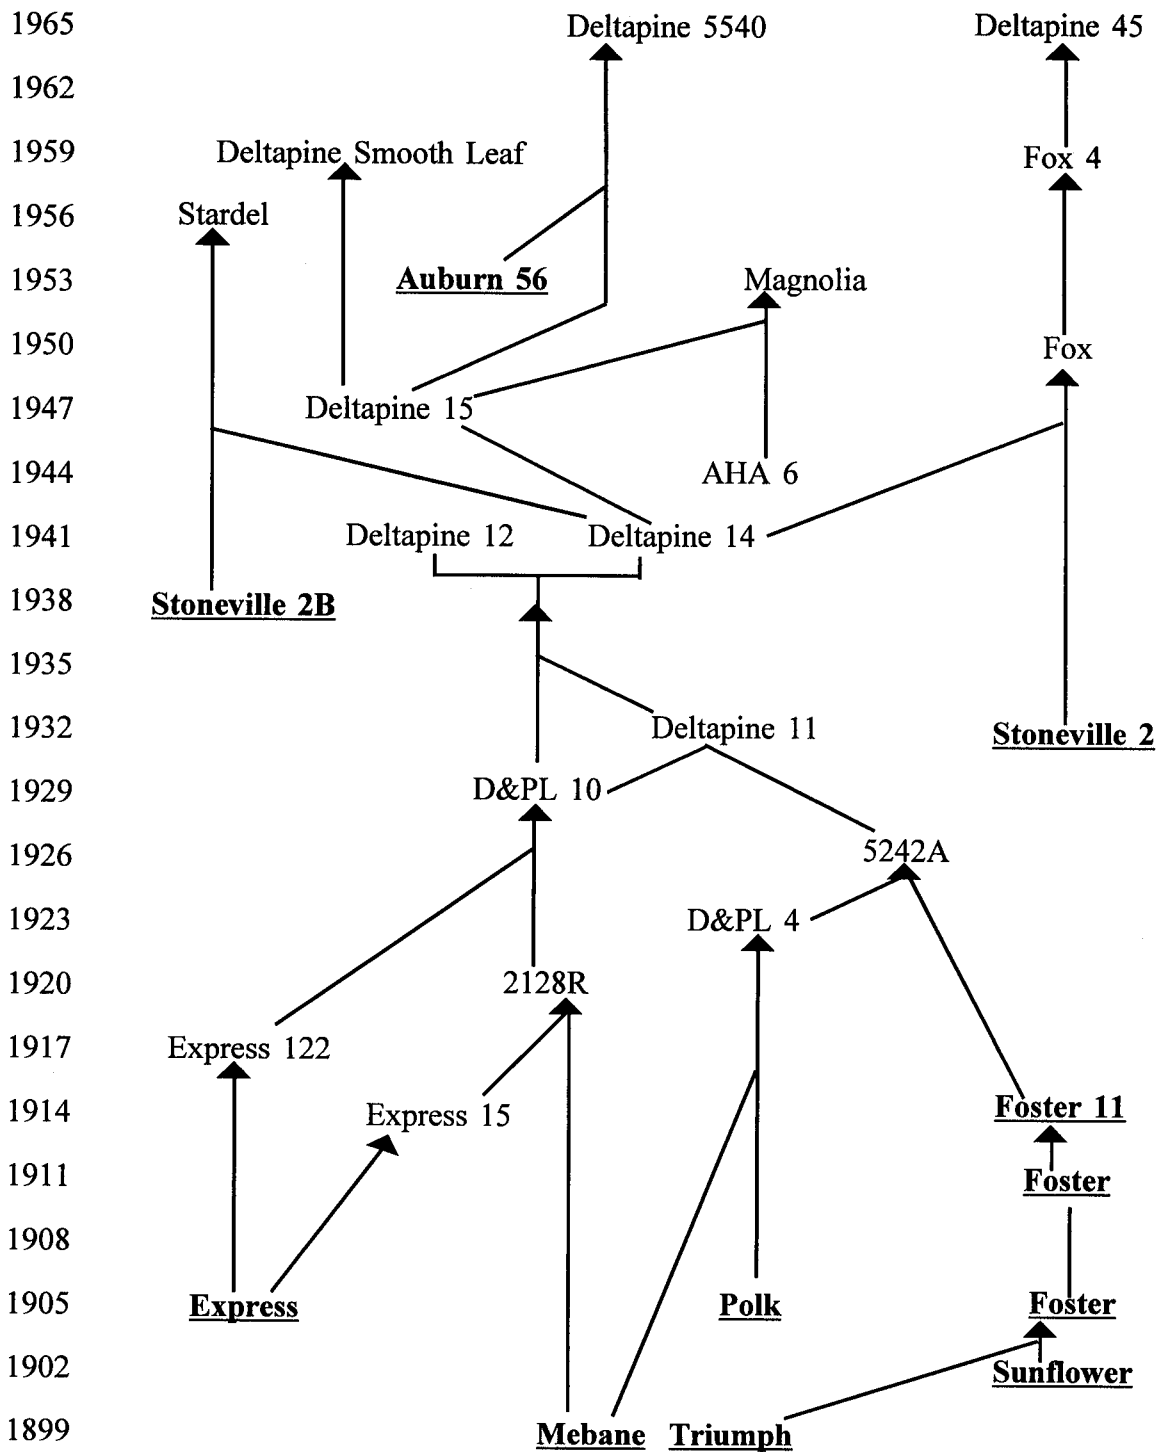 1965
Deltapine 5540
Deltapine 45
1962
1959
Deltapine Smooth Leaf
Fox 4
1956
Stardel
1953
Auburn 56
Magnolia
1950
Fox
1947
Deltapine 15
1944
AHA 6
1941
Deltapine 12
Deltapine 14
1938
Stoneville 2B
1935
1932
Deltapine 11
Stoneville 2
1929
D&PL 10
1926
5242A
1923
D&PL 4
1920
2128R
1917
Express 122
1914
Express 15
Foster 11
1911
Foster
1908
1905
Express
Polk
Foster
1902
Sunflower
1899
Mebane
Triumph